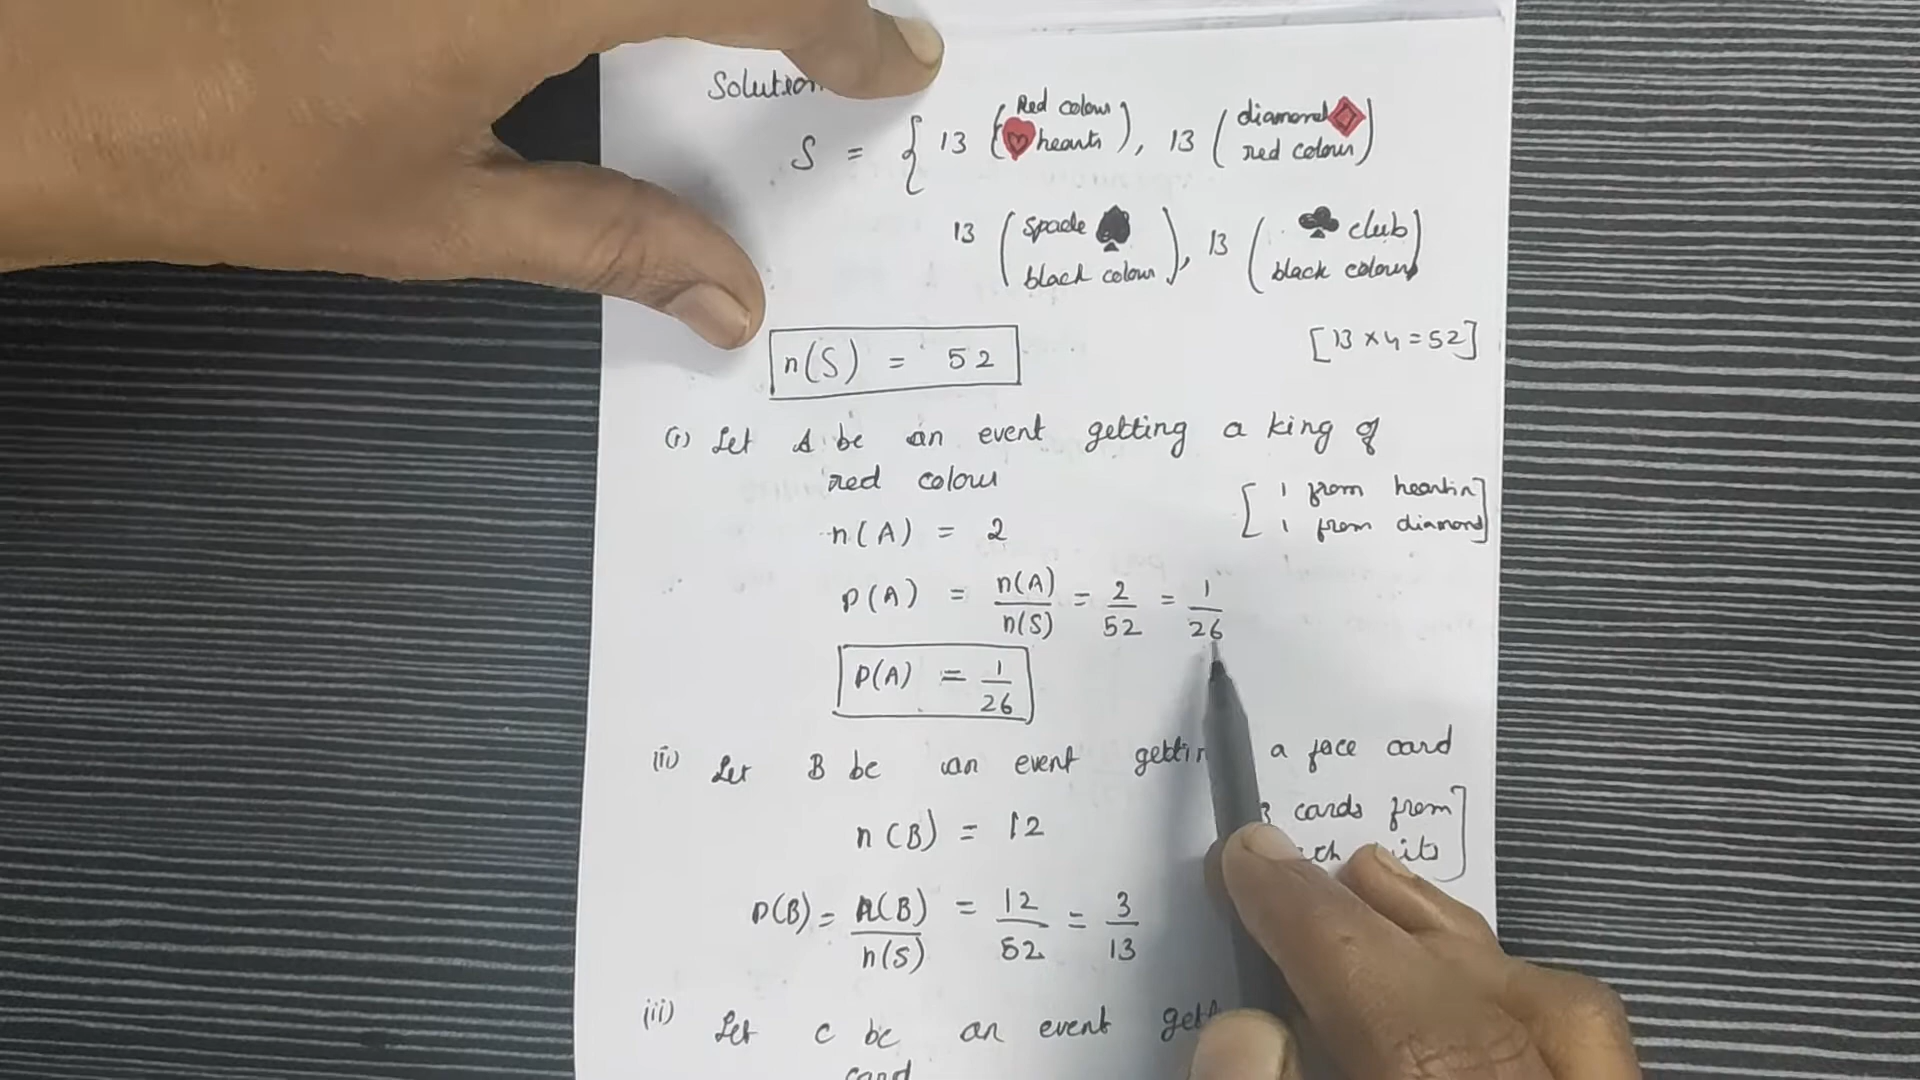 Solution
Red colour
S = { 13 ( hearts ), 13 ( diamond
red colour )
13 ( Spade
black colour ), 13 ( club
black colour )
n(S) = 52
[13 × 4 = 52]
(i) Let A be an event getting a king of
red colour
[ 1 from heartin
1 from diamond ]
n(A) = 2
P(A) = n(A)/n(S) = 2/52 = 1/26
P(A) = 1/26
(ii) Let B be an event a face card
n(B) = 12
3 cards from
P(B) = n(B)/n(S) = 12/52 = 3/13
(iii) Let C be an event
card